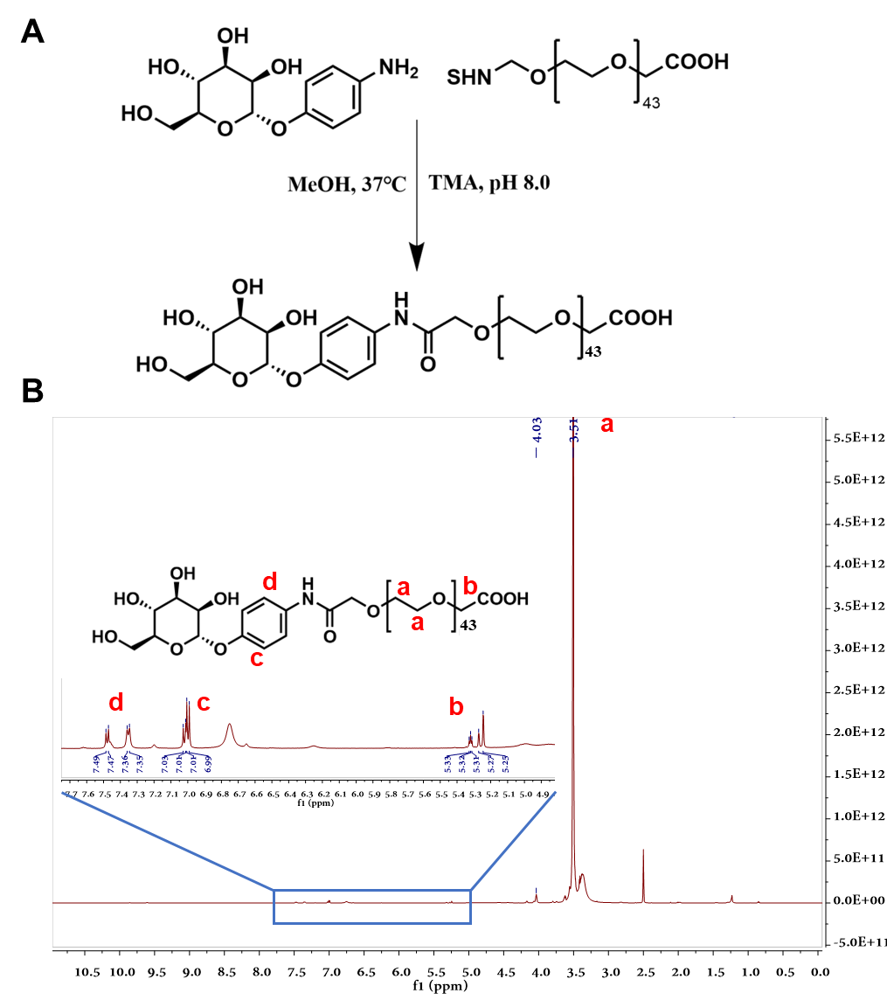 A
OH
HO
OH
NH₂
HO
O
O
SHN
O
O
COOH
43
MeOH, 37°C
TMA, pH 8.0
OH
HO
OH
H
N
HO
O
O
O
O
O
COOH
43
B
4.03
3.51
a
5.5E+12
5.0E+12
4.5E+12
4.0E+12
3.5E+12
3.0E+12
2.5E+12
2.0E+12
1.5E+12
1.0E+12
5.0E+11
0.0E+00
-5.0E+11
OH
HO
OH
d
H
N
a
b
HO
O
O
O
O
O
COOH
43
a
c
d
c
b
7.49
7.47
7.36
7.35
7.03
7.01
7.01
6.99
5.33
5.32
5.31
5.27
5.25
7.7 7.6 7.5 7.4 7.3 7.2 7.1 7.0 6.9 6.8 6.7 6.6 6.5 6.4 6.3 6.2 6.1 6.0 5.9 5.8 5.7 5.6 5.5 5.4 5.3 5.2 5.1 5.0 4.9
f1 (ppm)
10.5 10.0 9.5 9.0 8.5 8.0 7.5 7.0 6.5 6.0 5.5 5.0 4.5 4.0 3.5 3.0 2.5 2.0 1.5 1.0 0.5 0.0
f1 (ppm)